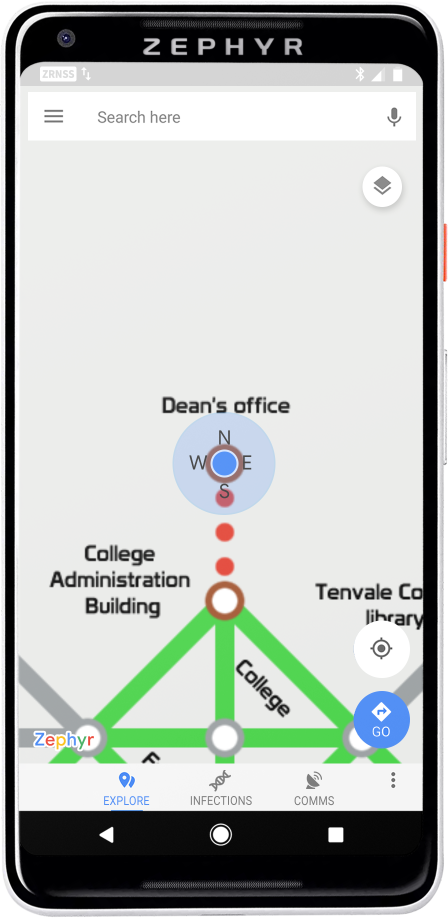 ZEPHYR
ZRNSS
Search here
Dean's office
N
W E
S
College
Administration
Building
Tenvale Co
library
College
Zephyr
GO
EXPLORE
INFECTIONS
COMMS